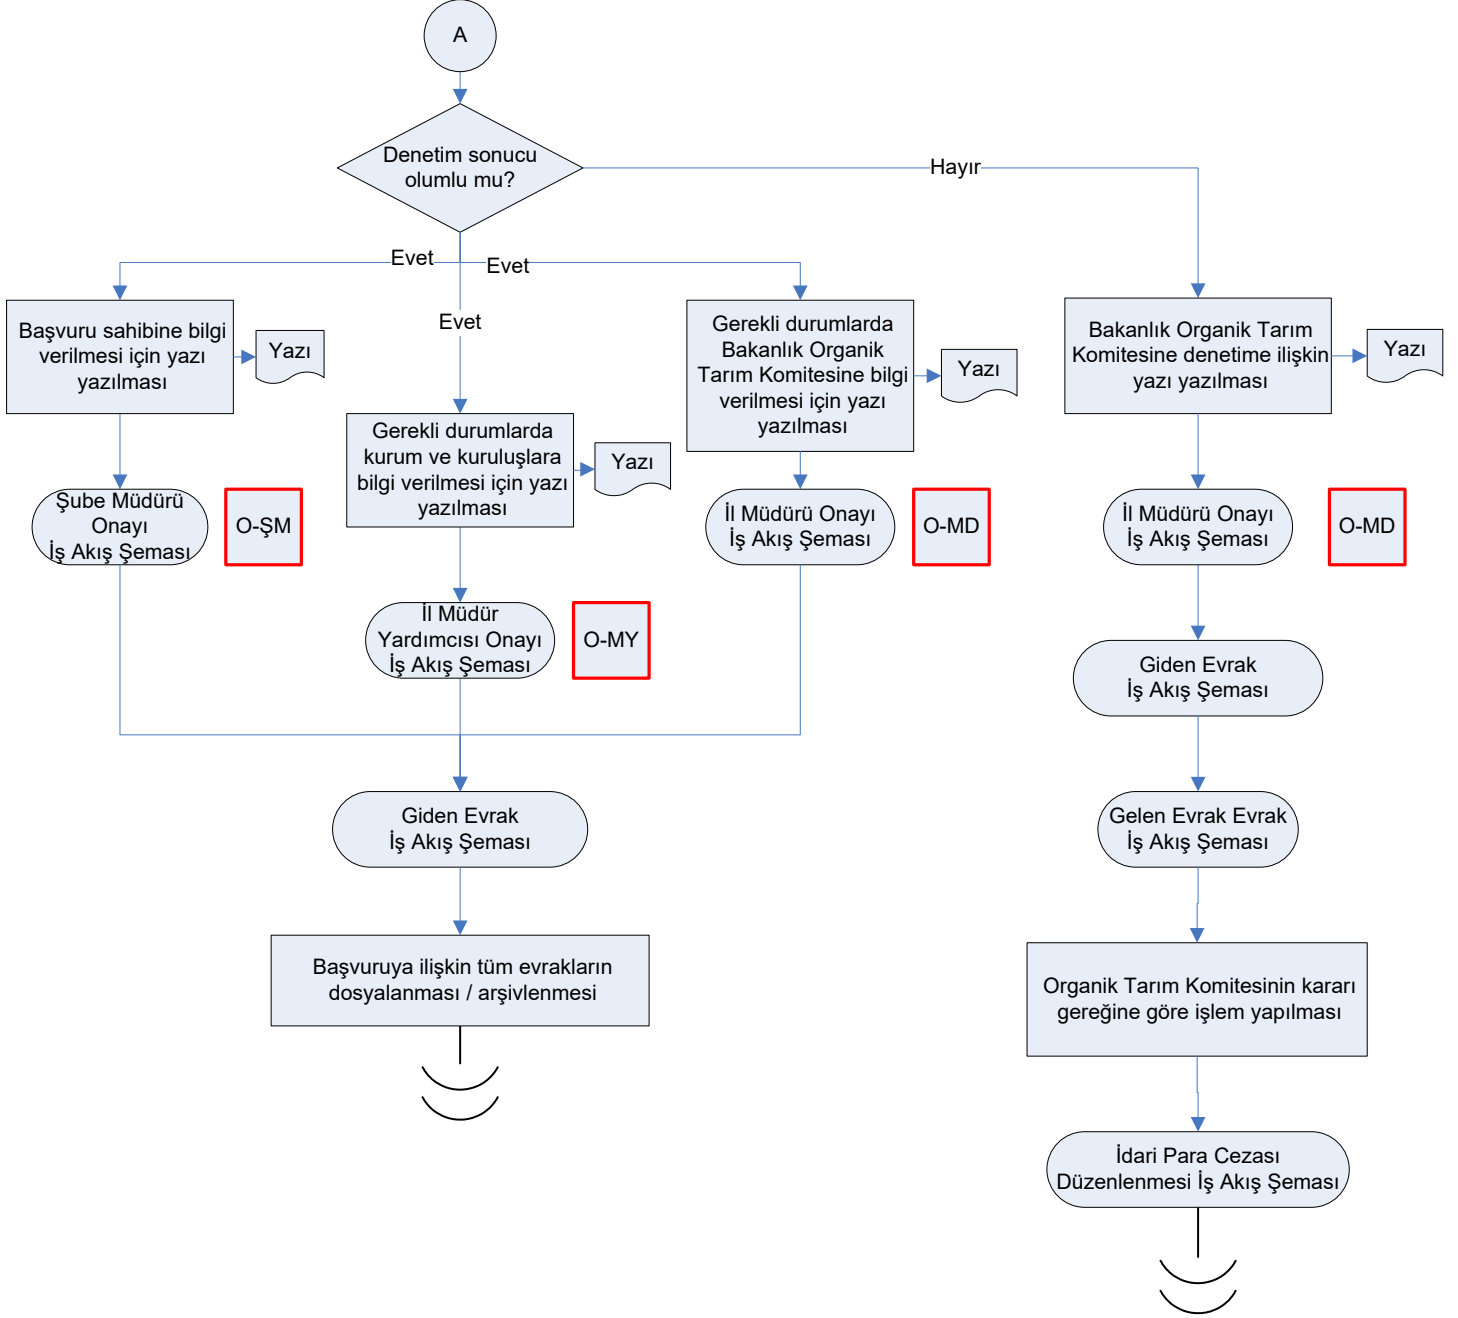 A
Denetim sonucu
olumlu mu?
Hayır
Evet
Evet
Evet
Başvuru sahibine bilgi
verilmesi için yazı
yazılması
Yazı
Gerekli durumlarda
kurum ve kuruluşlara
bilgi verilmesi için yazı
yazılması
Yazı
Gerekli durumlarda
Bakanlık Organik
Tarım Komitesine bilgi
verilmesi için yazı
yazılması
Yazı
Bakanlık Organik Tarım
Komitesine denetime ilişkin
yazı yazılması
Yazı
Şube Müdürü
Onayı
İş Akış Şeması
O-ŞM
İl Müdür
Yardımcısı Onayı
İş Akış Şeması
O-MY
İl Müdürü Onayı
İş Akış Şeması
O-MD
İl Müdürü Onayı
İş Akış Şeması
O-MD
Giden Evrak
İş Akış Şeması
Giden Evrak
İş Akış Şeması
Gelen Evrak Evrak
İş Akış Şeması
Başvuruya ilişkin tüm evrakların
dosyalanması / arşivlenmesi
Organik Tarım Komitesinin kararı
gereğine göre işlem yapılması
İdari Para Cezası
Düzenlenmesi İş Akış Şeması